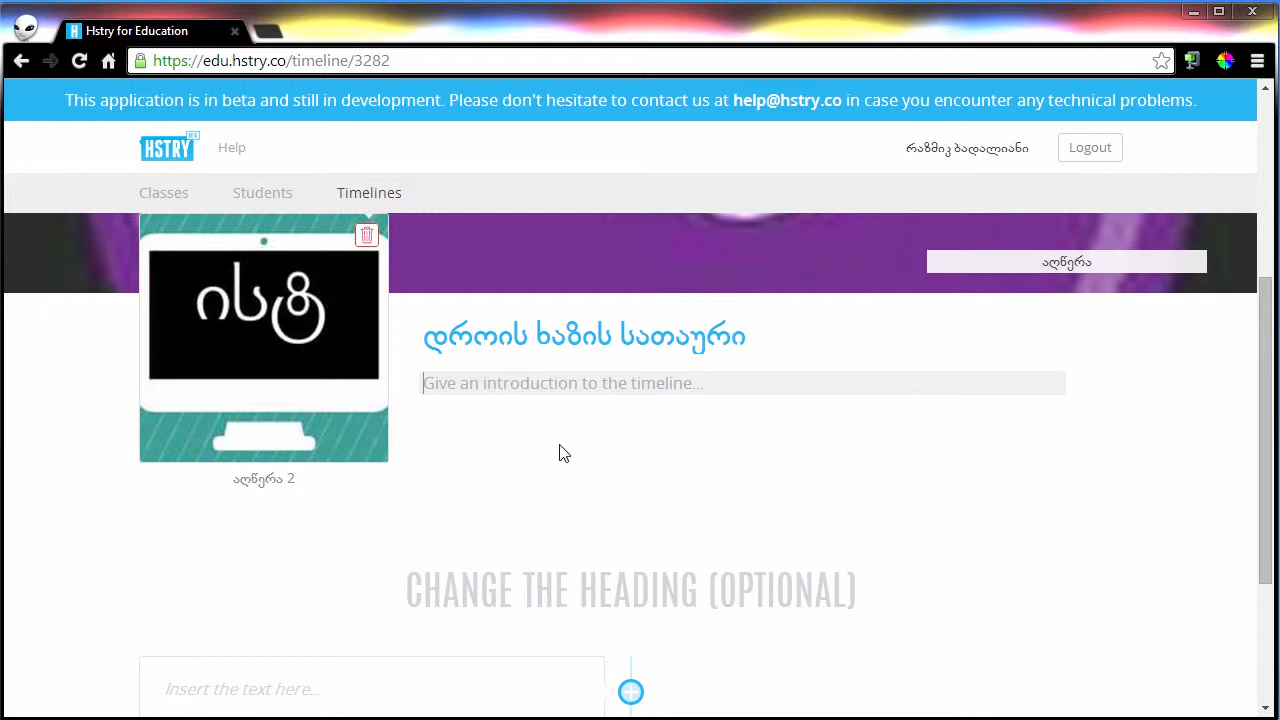 Hstry for Education
https://edu.hstry.co/timeline/3282
This application is in beta and still in development. Please don't hesitate to contact us at help@hstry.co in case you encounter any technical problems.
HSTRY BETA
Help
რაზმიკ ბადალიანი
Logout
Classes
Students
Timelines
აღწერა
ისტ
დროის ხაზის სათაური
Give an introduction to the timeline...
აღწერა 2
CHANGE THE HEADING (OPTIONAL)
Insert the text here...